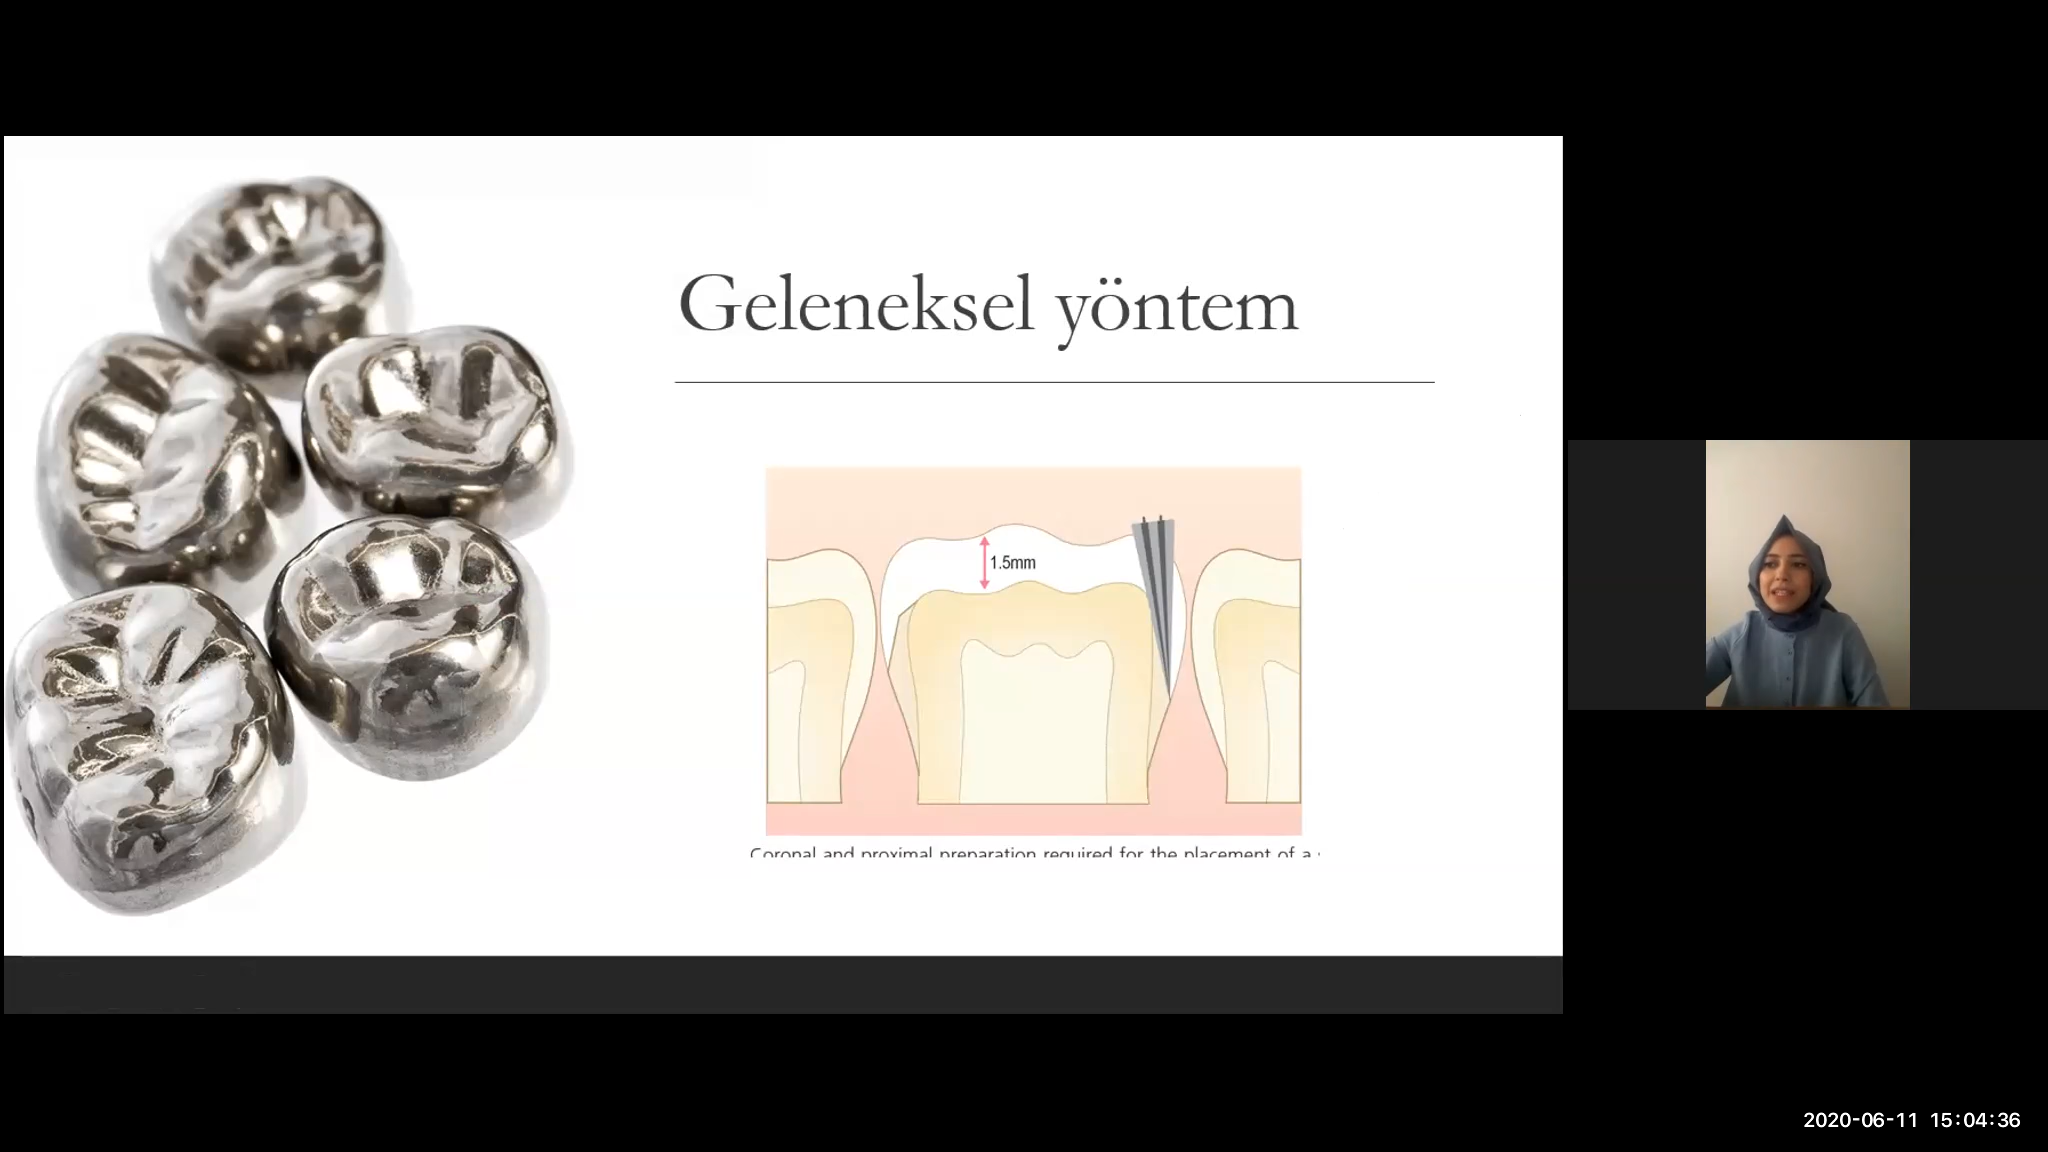 Geleneksel yöntem
1.5mm
Coronal and proximal preparation required for the placement of a
2020-06-11 15:04:36